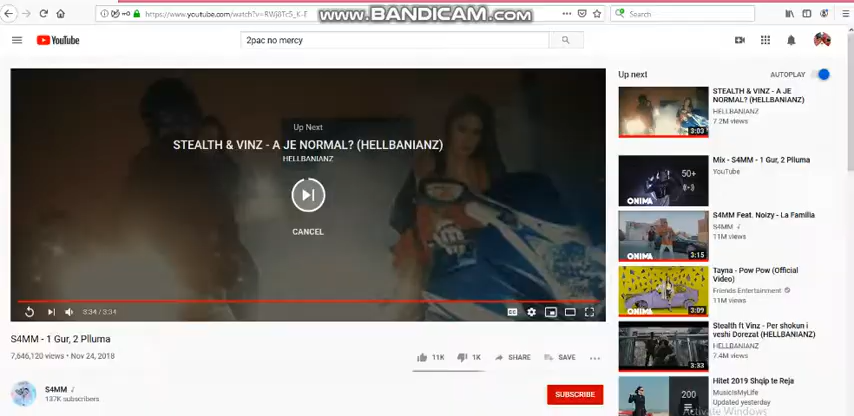 https://www.youtube.com/watch?v=RWj8Tc5_K-E
www.BANDICAM.com
Search
YouTube
2pac no mercy
Up Next
STEALTH & VINZ - A JE NORMAL? (HELLBANIANZ)
HELLBANIANZ
CANCEL
3:34 / 3:34
S4MM - 1 Gur, 2 Plluma
7,646,120 views • Nov 24, 2018
11K
1K
SHARE
SAVE
S4MM
137K subscribers
SUBSCRIBE
Up next
AUTOPLAY
STEALTH & VINZ - A JE
NORMAL? (HELLBANIANZ)
HELLBANIANZ
7.2M views
3:03
Mix - S4MM - 1 Gur, 2 Plluma
YouTube
50+
ONIMA
S4MM Feat. Noizy - La Familia
S4MM
11M views
ONIMA
3:15
Tayna - Pow Pow (Official
Video)
Friends Entertainment
11M views
ONIMA
3:09
Stealth ft Vinz - Per shokun i
veshi Dorezat (HELLBANIANZ)
HELLBANIANZ
7.4M views
3:33
Hitet 2019 Shqip te Reja
MusicIsMyLife
Updated yesterday
200
Activate Windows